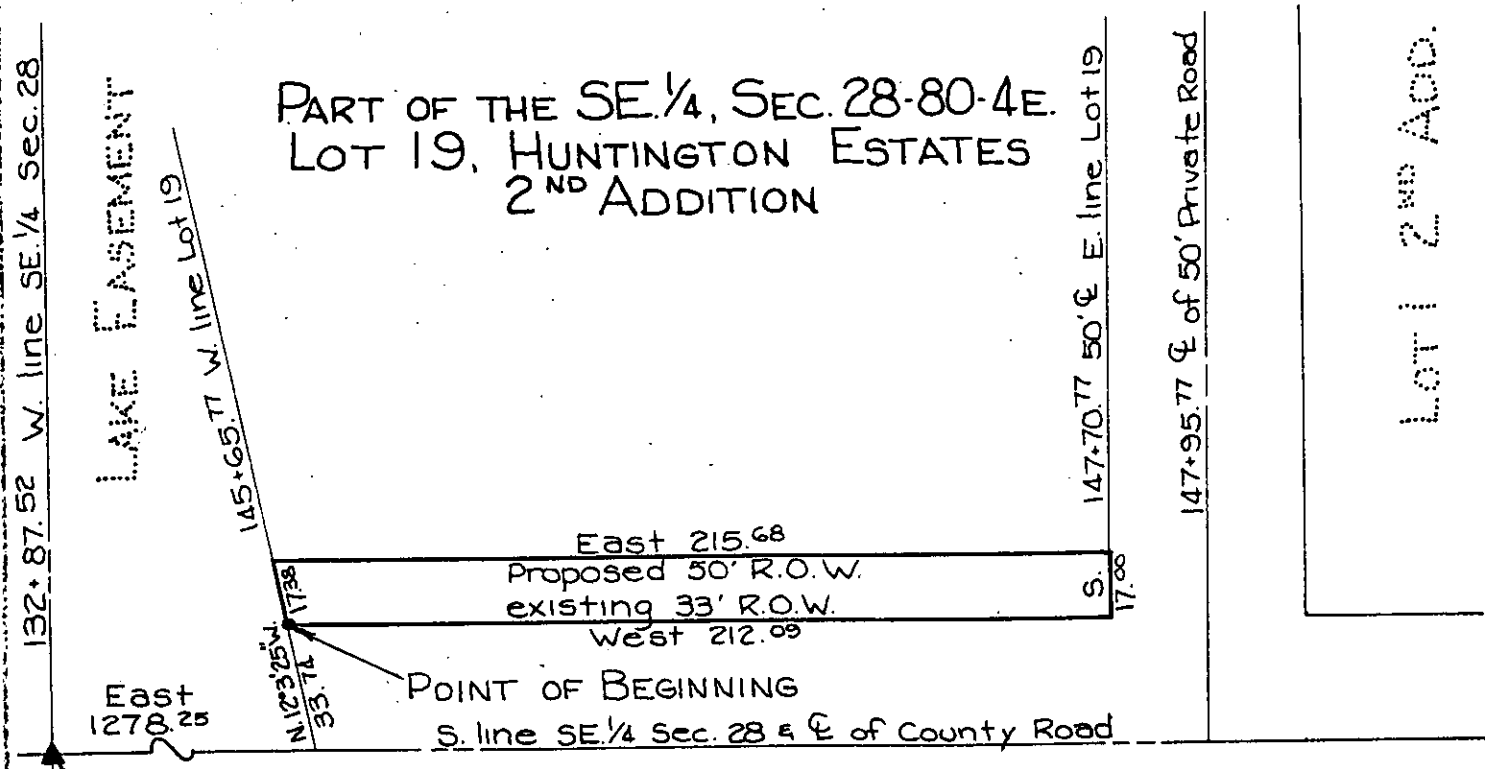 PART OF THE SE.1/4, SEC. 28-80-4E.
LOT 19, HUNTINGTON ESTATES
2ND ADDITION
132+87.52 W. line SE.1/4 Sec. 28
LAKE EASEMENT
145+65.77 W. line Lot 19
147+70.77 50' ℄ E. line Lot 19
147+95.77 ℄ of 50' Private Road
LOT 1 2ND ADD.
East 215.68
Proposed 50' R.O.W.
existing 33' R.O.W.
West 212.09
17.38
S.
17.00
N.12°3'25"W.
33.74
POINT OF BEGINNING
East
1278.25
S. line SE.1/4 Sec. 28 & ℄ of County Road